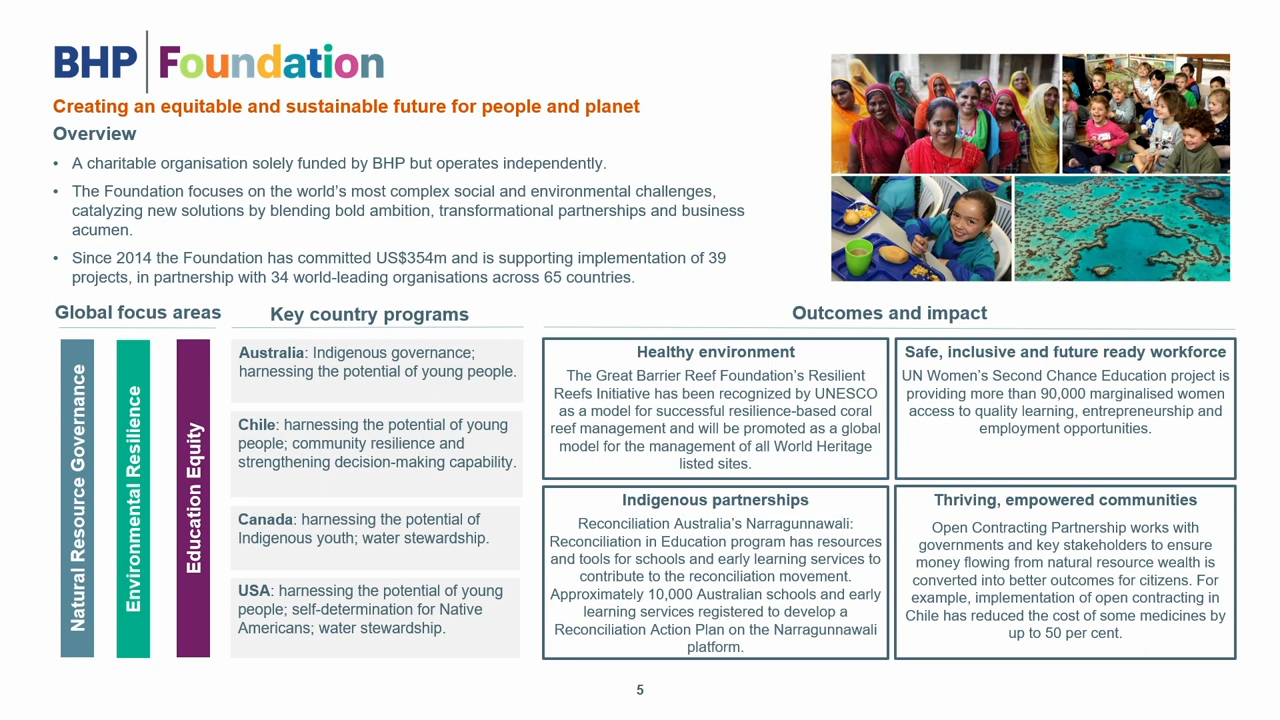 BHP | Foundation
Creating an equitable and sustainable future for people and planet
Overview
• A charitable organisation solely funded by BHP but operates independently.
• The Foundation focuses on the world's most complex social and environmental challenges,
catalyzing new solutions by blending bold ambition, transformational partnerships and business
acumen.
• Since 2014 the Foundation has committed US$354m and is supporting implementation of 39
projects, in partnership with 34 world-leading organisations across 65 countries.
Global focus areas
Natural Resource Governance
Environmental Resilience
Education Equity
Key country programs
Australia: Indigenous governance;
harnessing the potential of young people.
Chile: harnessing the potential of young
people; community resilience and
strengthening decision-making capability.
Canada: harnessing the potential of
Indigenous youth; water stewardship.
USA: harnessing the potential of young
people; self-determination for Native
Americans; water stewardship.
Outcomes and impact
Healthy environment
The Great Barrier Reef Foundation's Resilient
Reefs Initiative has been recognized by UNESCO
as a model for successful resilience-based coral
reef management and will be promoted as a global
model for the management of all World Heritage
listed sites.
Safe, inclusive and future ready workforce
UN Women's Second Chance Education project is
providing more than 90,000 marginalised women
access to quality learning, entrepreneurship and
employment opportunities.
Indigenous partnerships
Reconciliation Australia's Narragunnawali:
Reconciliation in Education program has resources
and tools for schools and early learning services to
contribute to the reconciliation movement.
Approximately 10,000 Australian schools and early
learning services registered to develop a
Reconciliation Action Plan on the Narragunnawali
platform.
Thriving, empowered communities
Open Contracting Partnership works with
governments and key stakeholders to ensure
money flowing from natural resource wealth is
converted into better outcomes for citizens. For
example, implementation of open contracting in
Chile has reduced the cost of some medicines by
up to 50 per cent.
5